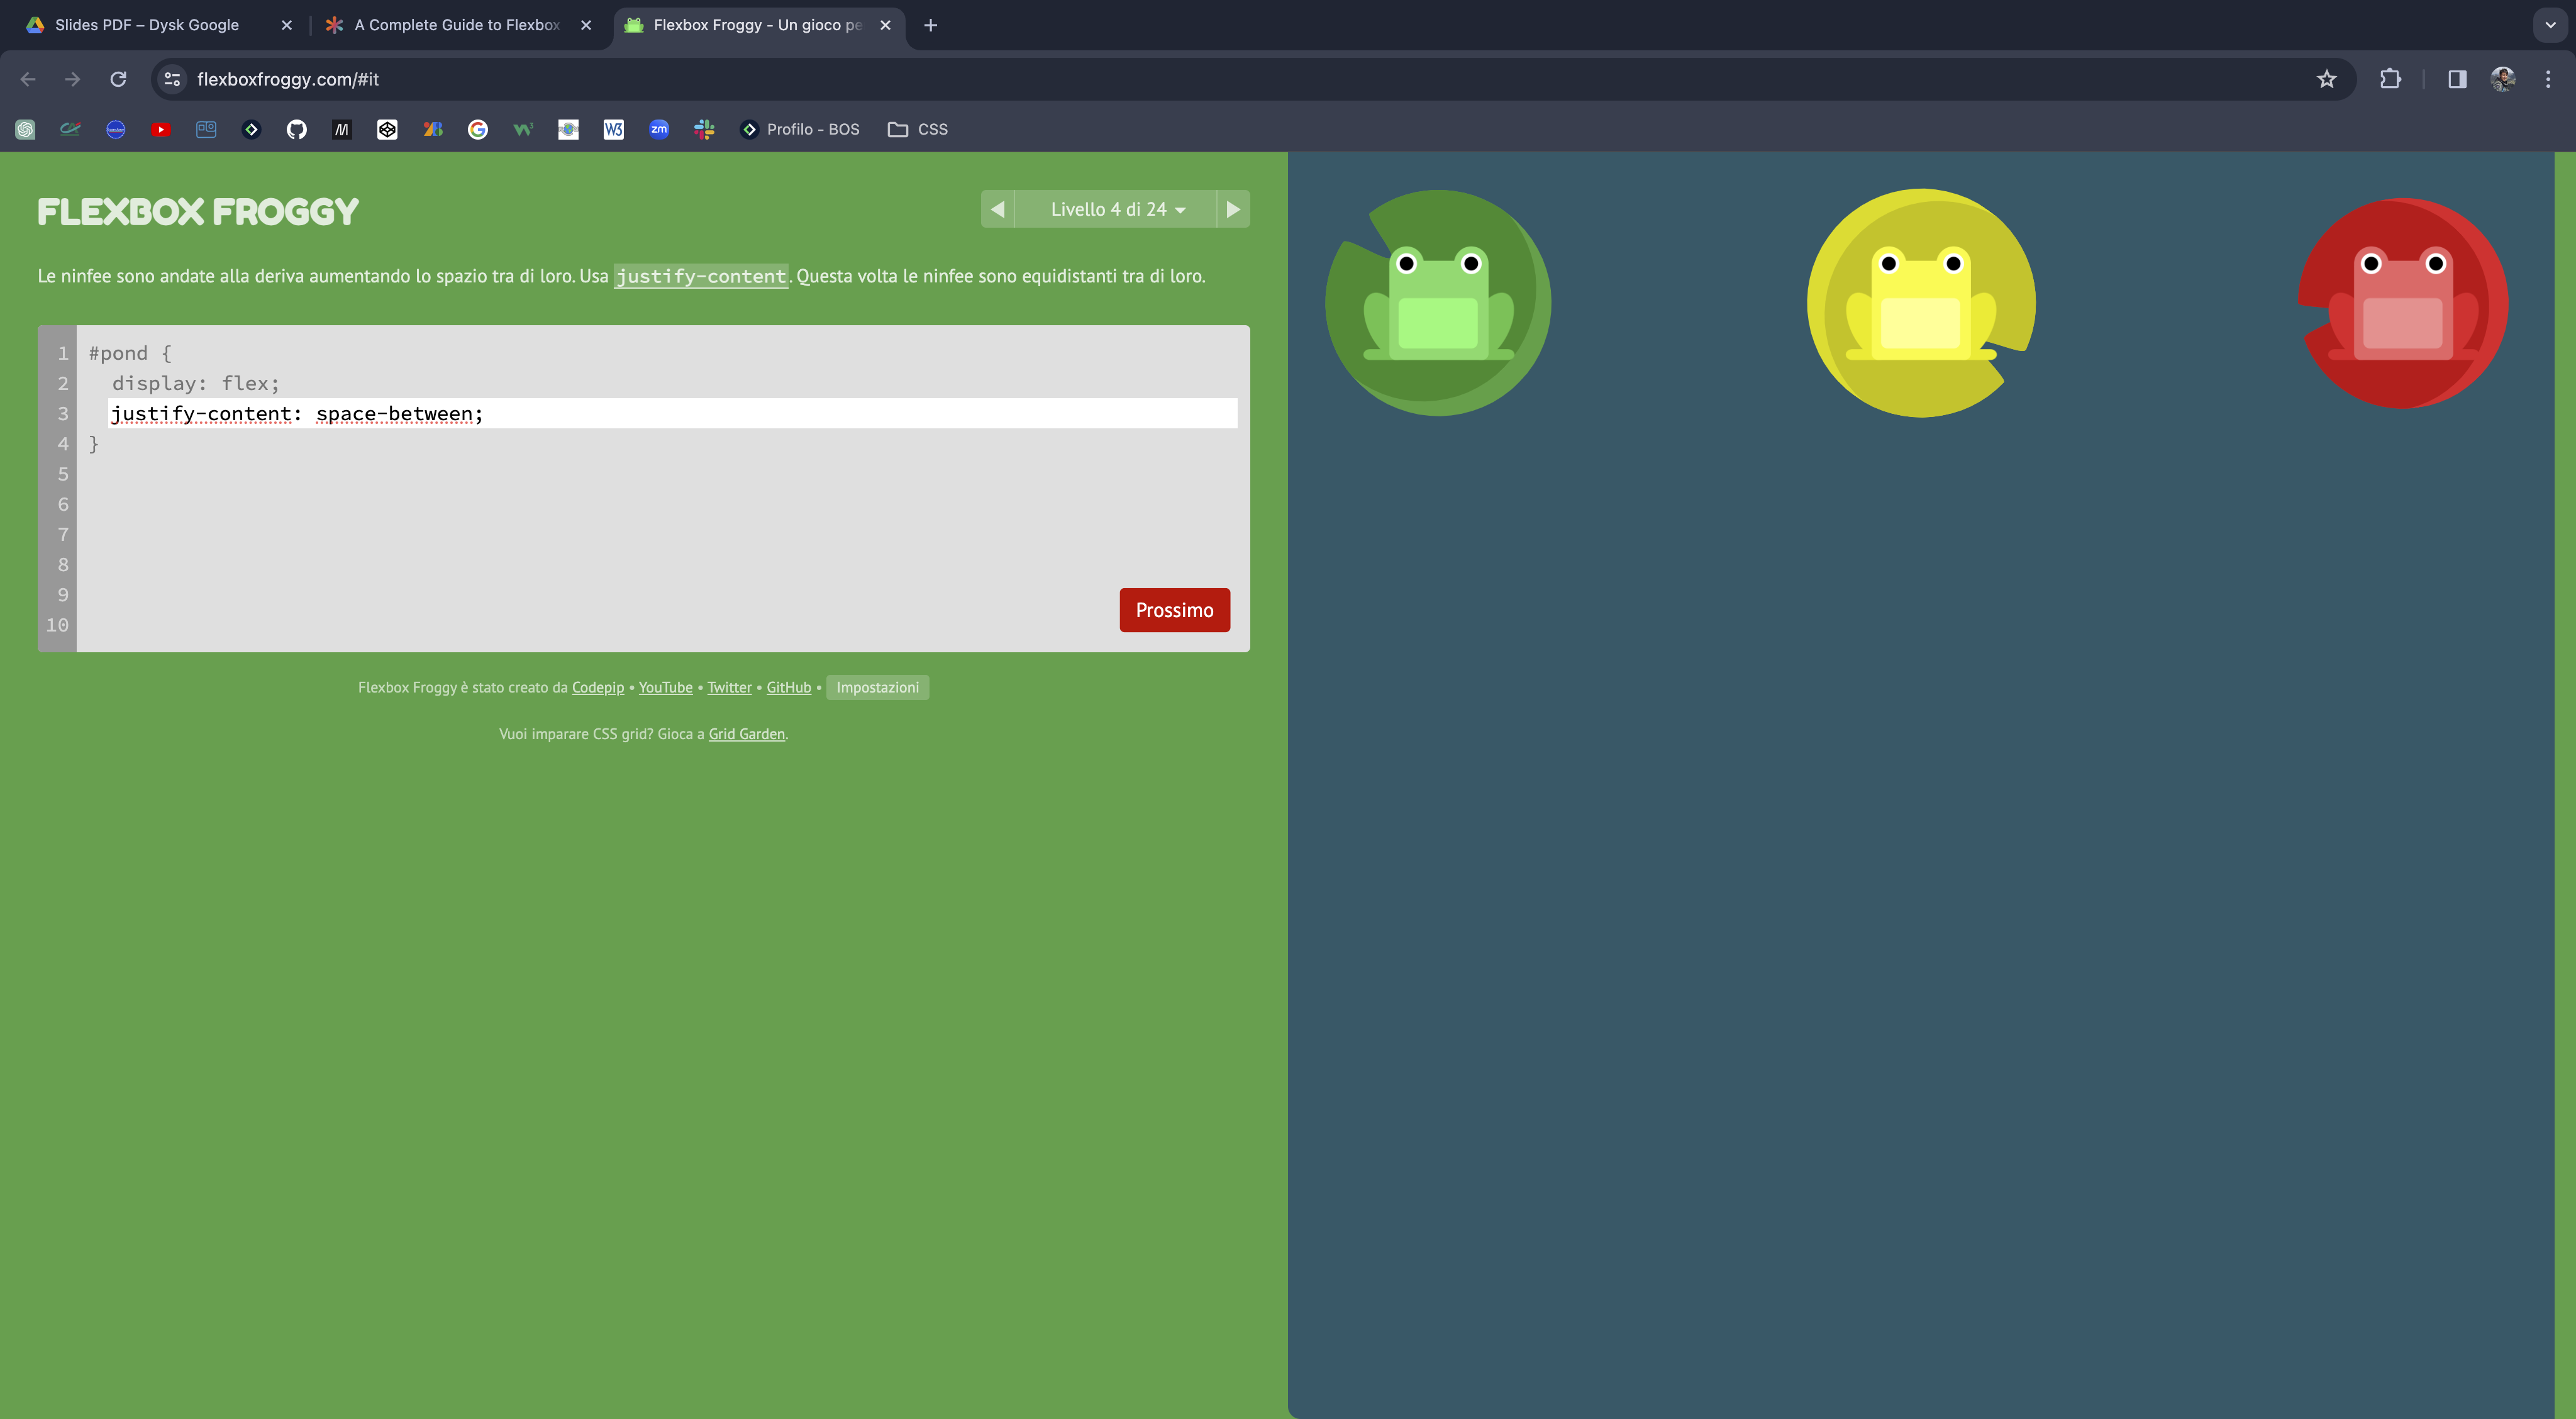 Slides PDF – Dysk Google
A Complete Guide to Flexbox
Flexbox Froggy - Un gioco pe
flexboxfroggy.com/#it
W3
zm
Profilo - BOS
CSS
FLEXBOX FROGGY
Livello 4 di 24
Le ninfee sono andate alla deriva aumentando lo spazio tra di loro. Usa justify-content. Questa volta le ninfee sono equidistanti tra di loro.
1 #pond {
2 display: flex;
3 justify-content: space-between;
4 }
5
6
7
8
9
10
Prossimo
Flexbox Froggy è stato creato da Codepip • YouTube • Twitter • GitHub • Impostazioni
Vuoi imparare CSS grid? Gioca a Grid Garden.